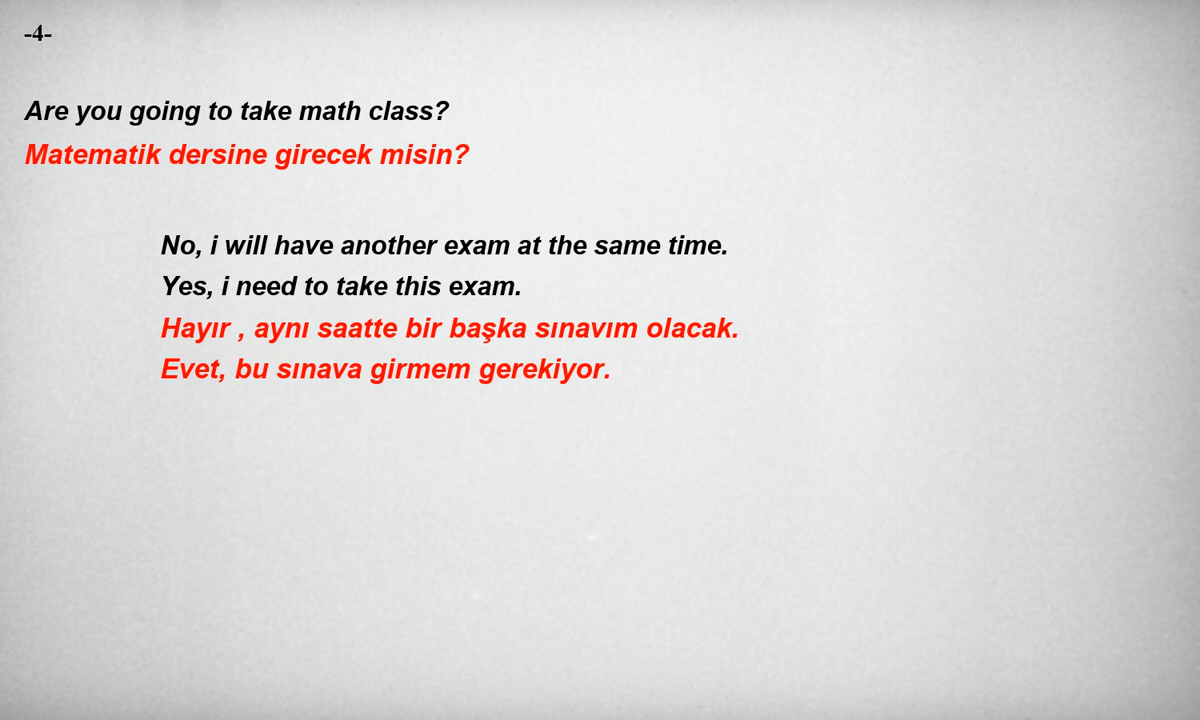 -4-
Are you going to take math class?
Matematik dersine girecek misin?
No, i will have another exam at the same time.
Yes, i need to take this exam.
Hayır , aynı saatte bir başka sınavım olacak.
Evet, bu sınava girmem gerekiyor.